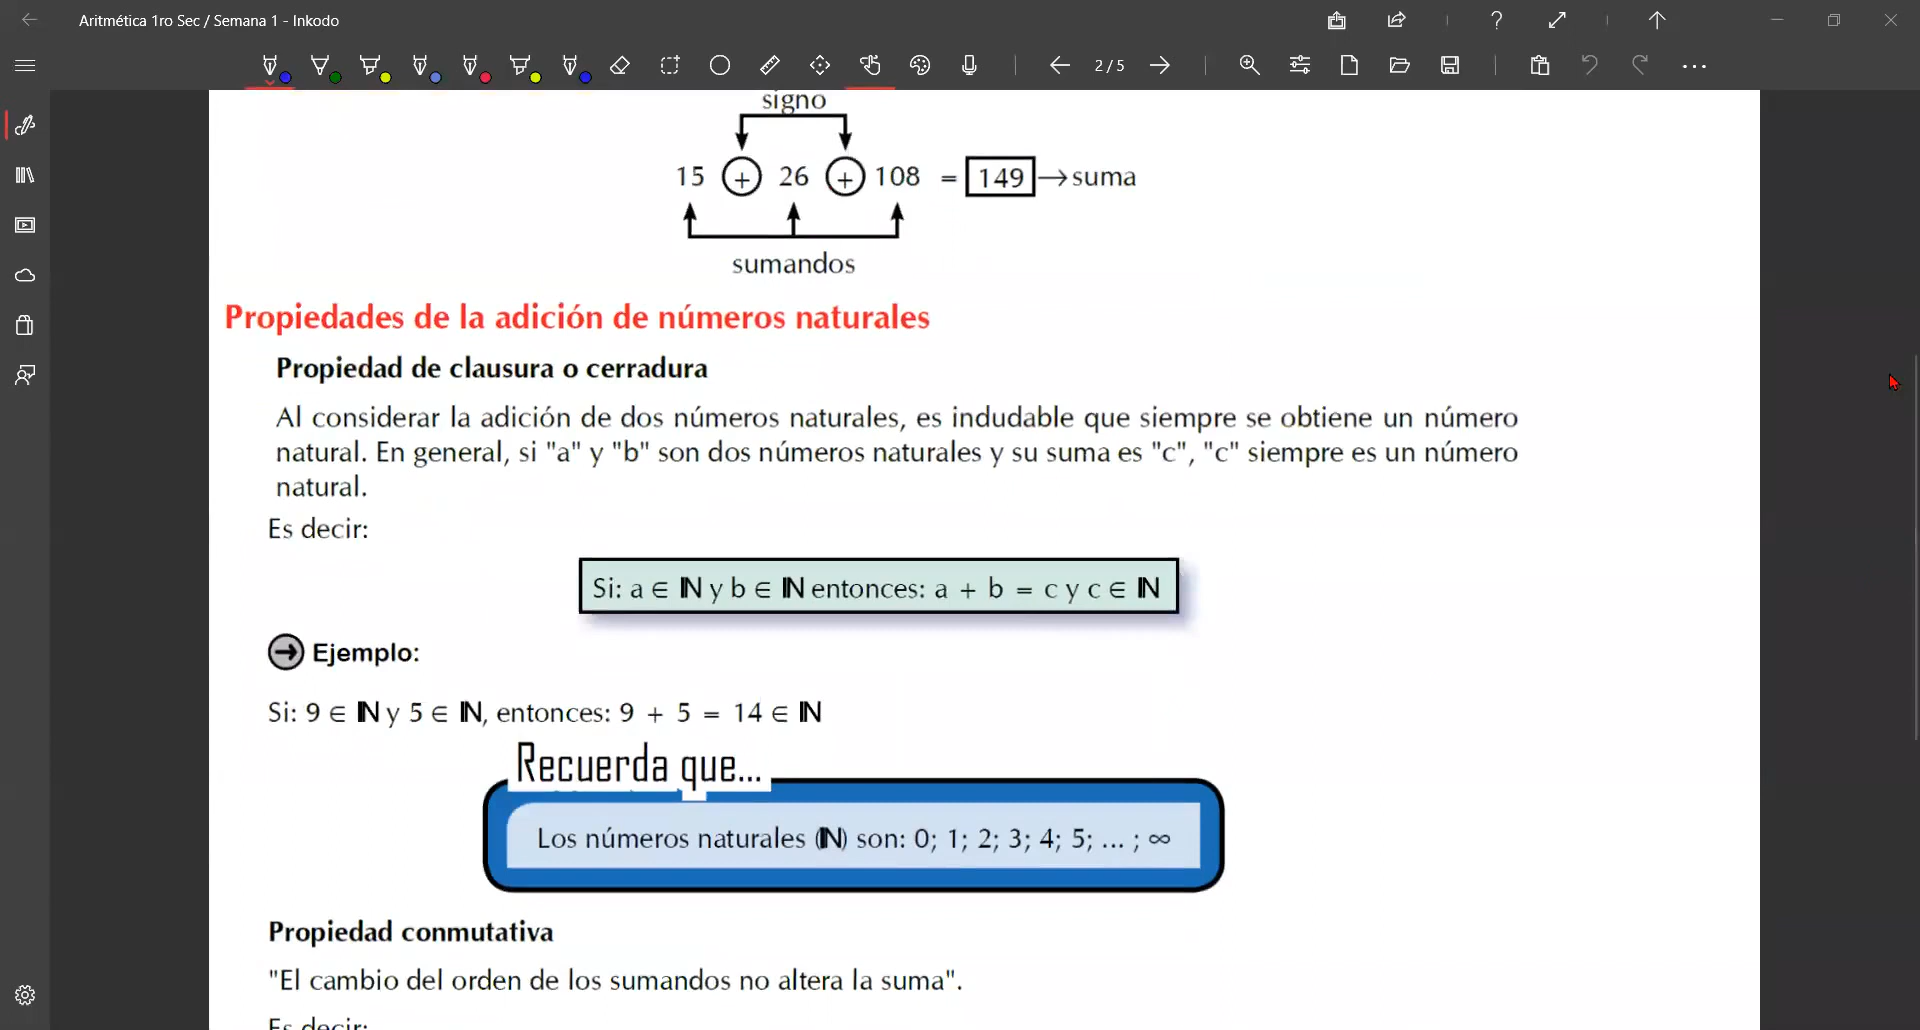 Aritmética 1ro Sec / Semana 1 - Inkodo
2 / 5
signo
15 + 26 + 108 = 149 → suma
sumandos
Propiedades de la adición de números naturales
Propiedad de clausura o cerradura
Al considerar la adición de dos números naturales, es indudable que siempre se obtiene un número
natural. En general, si "a" y "b" son dos números naturales y su suma es "c", "c" siempre es un número
natural.
Es decir:
Si: a ∈ ℕ y b ∈ ℕ entonces: a + b = c y c ∈ ℕ
Ejemplo:
Si: 9 ∈ ℕ y 5 ∈ ℕ, entonces: 9 + 5 = 14 ∈ ℕ
Recuerda que...
Los números naturales (ℕ) son: 0; 1; 2; 3; 4; 5; ... ; ∞
Propiedad conmutativa
"El cambio del orden de los sumandos no altera la suma".
Es decir: